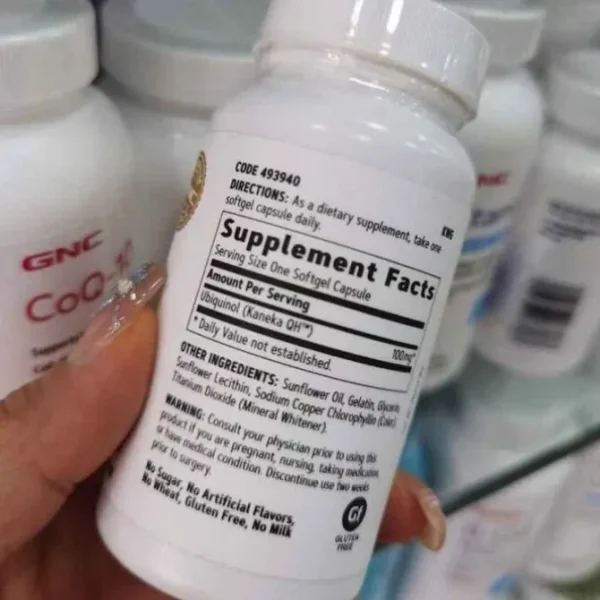 CODE 493940
KWG
DIRECTIONS: As a dietary supplement, take one
softgel capsule daily.
Supplement Facts
Serving Size One Softgel Capsule
Amount Per Serving
Ubiquinol (Kaneka QH™) 100mg*
* Daily Value not established.
OTHER INGREDIENTS: Sunflower Oil, Gelatin, Glycerin,
Sunflower Lecithin, Sodium Copper Chlorophyllin (Color),
Titanium Dioxide (Mineral Whitener).
WARNING: Consult your physician prior to using this
product if you are pregnant, nursing, taking medication,
or have medical condition. Discontinue use two weeks
prior to surgery.
No Sugar, No Artificial Flavors,
No Wheat, Gluten Free, No Milk
Gf
GLUTEN
FREE
GNC
CoQ-10